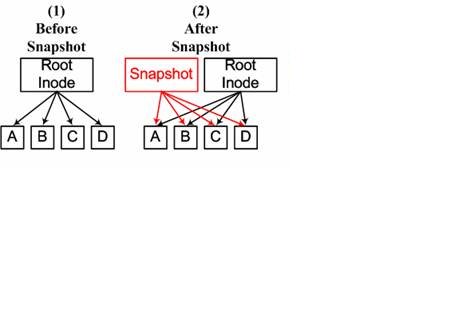 (1)
Before
Snapshot
Root
Inode
A B C D
(2)
After
Snapshot
Snapshot
Root
Inode
A B C D